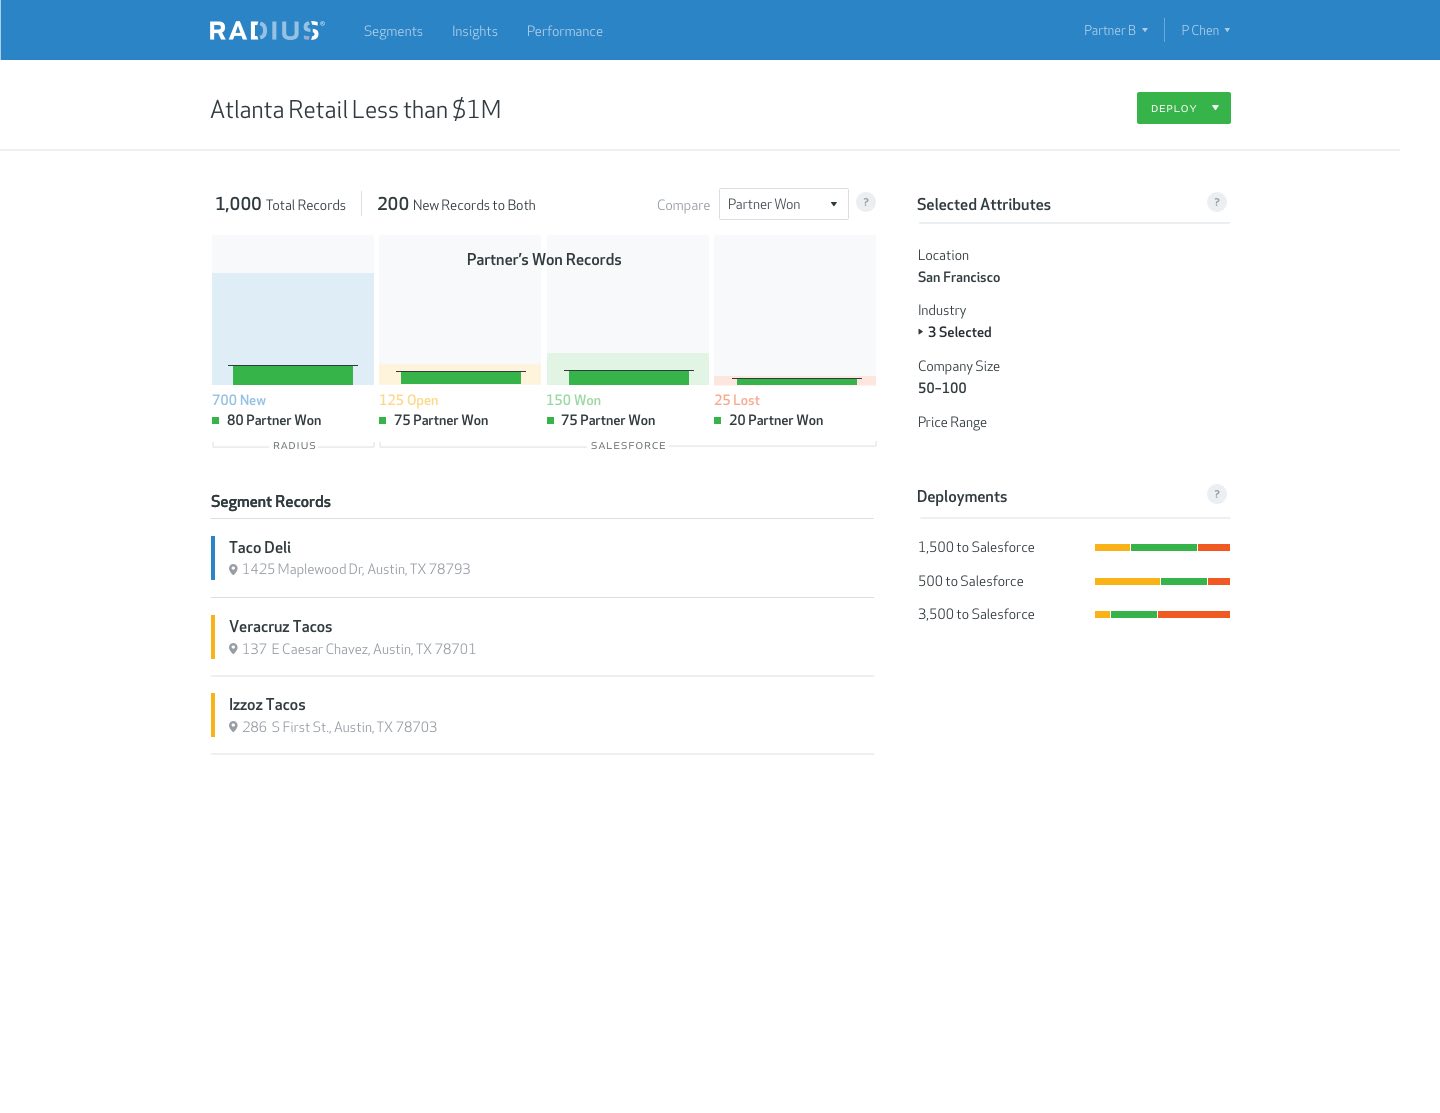 RADIUS®
Segments Insights Performance
Partner B
P Chen
Atlanta Retail Less than $1M
DEPLOY
1,000 Total Records
200 New Records to Both
Compare
Partner Won
?
Partner's Won Records
700 New
80 Partner Won
125 Open
75 Partner Won
150 Won
75 Partner Won
25 Lost
20 Partner Won
RADIUS
SALESFORCE
Segment Records
Taco Deli
1425 Maplewood Dr, Austin, TX 78793
Veracruz Tacos
137 E Caesar Chavez, Austin, TX 78701
Izzoz Tacos
286 S First St., Austin, TX 78703
Selected Attributes
?
Location
San Francisco
Industry
3 Selected
Company Size
50–100
Price Range
Deployments
?
1,500 to Salesforce
500 to Salesforce
3,500 to Salesforce